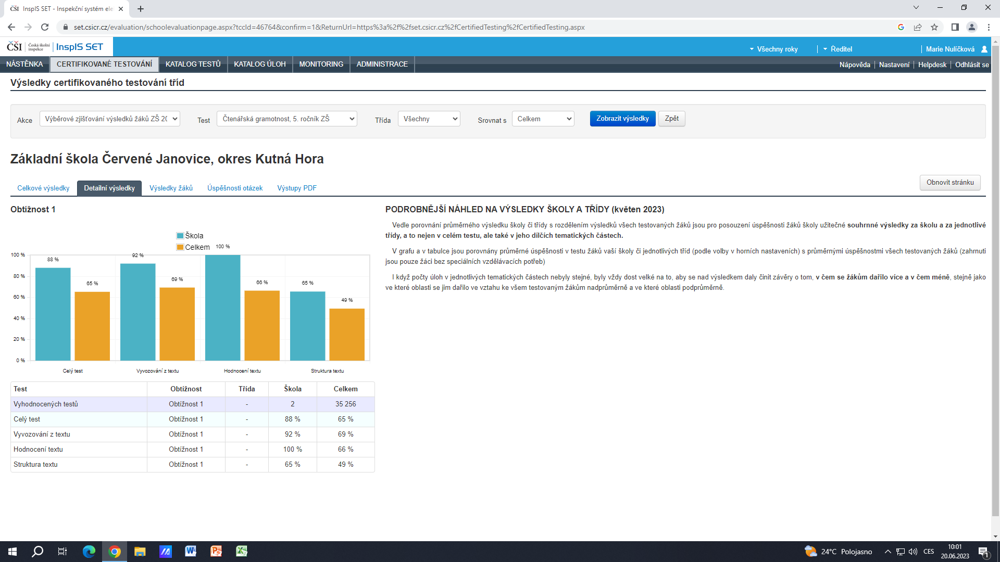 ČŠI InspIS SET - Inspekční systém ele
set.csicr.cz/evaluation/schoolevaluationpage.aspx?tccId=46764&confirm=1&ReturnUrl=https%3a%2f%2fset.csicr.cz%2fCertifiedTesting%2fCertifiedTesting.aspx
ČŠI Česká školní inspekce InspIS SET
Všechny roky Ředitel Marie Nulíčková
NÁSTĚNKA CERTIFIKOVANÉ TESTOVÁNÍ KATALOG TESTŮ KATALOG ÚLOH MONITORING ADMINISTRACE
Nápověda Nastavení Helpdesk Odhlásit se
Výsledky certifikovaného testování tříd
Akce Výběrové zjišťování výsledků žáků ZŠ 20 Test Čtenářská gramotnost, 5. ročník ZŠ Třída Všechny Srovnat s Celkem Zobrazit výsledky Zpět
Základní škola Červené Janovice, okres Kutná Hora
Celkové výsledky Detailní výsledky Výsledky žáků Úspěšnosti otázek Výstupy PDF
Obnovit stránku
Obtížnost 1
Škola
Celkem
100 %
80 %
60 %
40 %
20 %
0 %
88 % 65 % 92 % 69 % 100 % 66 % 65 % 49 %
Celý test Vyvozování z textu Hodnocení textu Struktura textu
Test Obtížnost Třída Škola Celkem
Vyhodnocených testů Obtížnost 1 - 2 35 256
Celý test Obtížnost 1 - 88 % 65 %
Vyvozování z textu Obtížnost 1 - 92 % 69 %
Hodnocení textu Obtížnost 1 - 100 % 66 %
Struktura textu Obtížnost 1 - 65 % 49 %
PODROBNĚJŠÍ NÁHLED NA VÝSLEDKY ŠKOLY A TŘÍDY (květen 2023)
Vedle porovnání průměrného výsledku školy či třídy s rozdělením výsledků všech testovaných žáků jsou pro posouzení úspěšnosti žáků školy užitečné souhrnné výsledky za školu a za jednotlivé
třídy, a to nejen v celém testu, ale také v jeho dílčích tematických částech.
V grafu a v tabulce jsou porovnány průměrné úspěšnosti v testu žáků vaší školy či jednotlivých tříd (podle volby v horních nastaveních) s průměrnými úspěšnostmi všech testovaných žáků (zahrnuti
jsou pouze žáci bez speciálních vzdělávacích potřeb)
I když počty úloh v jednotlivých tematických částech nebyly stejné, byly vždy dost velké na to, aby se nad výsledkem daly činit závěry o tom, v čem se žákům dařilo více a v čem méně, stejně jako
ve které oblasti se jim dařilo ve vztahu ke všem testovaným žákům nadprůměrně a ve které oblasti podprůměrně.
24°C Polojasno CES 10:01
20.06.2023 1